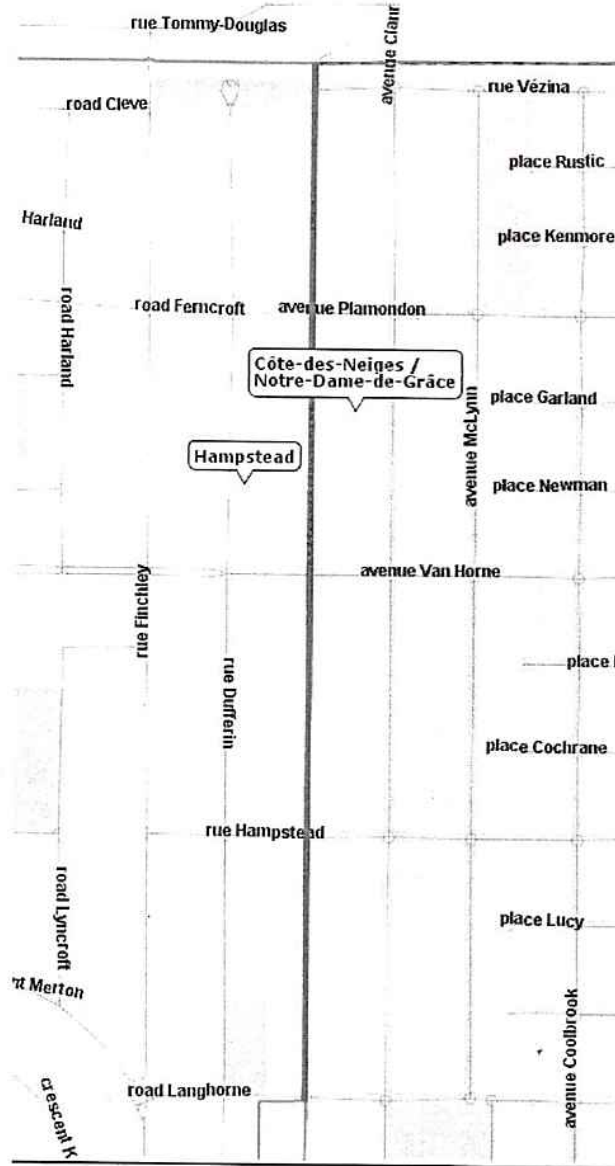 rue Tommy-Douglas
avenue Clanr
rue Vézina
road Cleve
place Rustic
Harland
place Kenmore
road Harland
road Ferncroft
avenue Plamondon
Côte-des-Neiges /
Notre-Dame-de-Grâce
place Garland
avenue McLynn
Hampstead
place Newman
avenue Van Horne
rue Finchley
place
rue Dufferin
place Cochrane
rue Hampstead
road Lyncroft
place Lucy
nt Merton
avenue Coolbrook
road Langhorne
crescent K